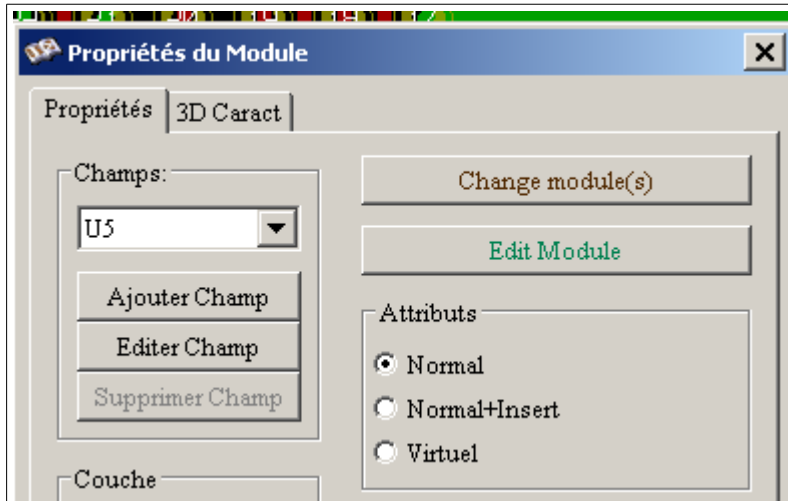 Propriétés du Module
Propriétés
3D Caract
Champs:
U5
Ajouter Champ
Editer Champ
Supprimer Champ
Couche
Change module(s)
Edit Module
Attributs
Normal
Normal+Insert
Virtuel